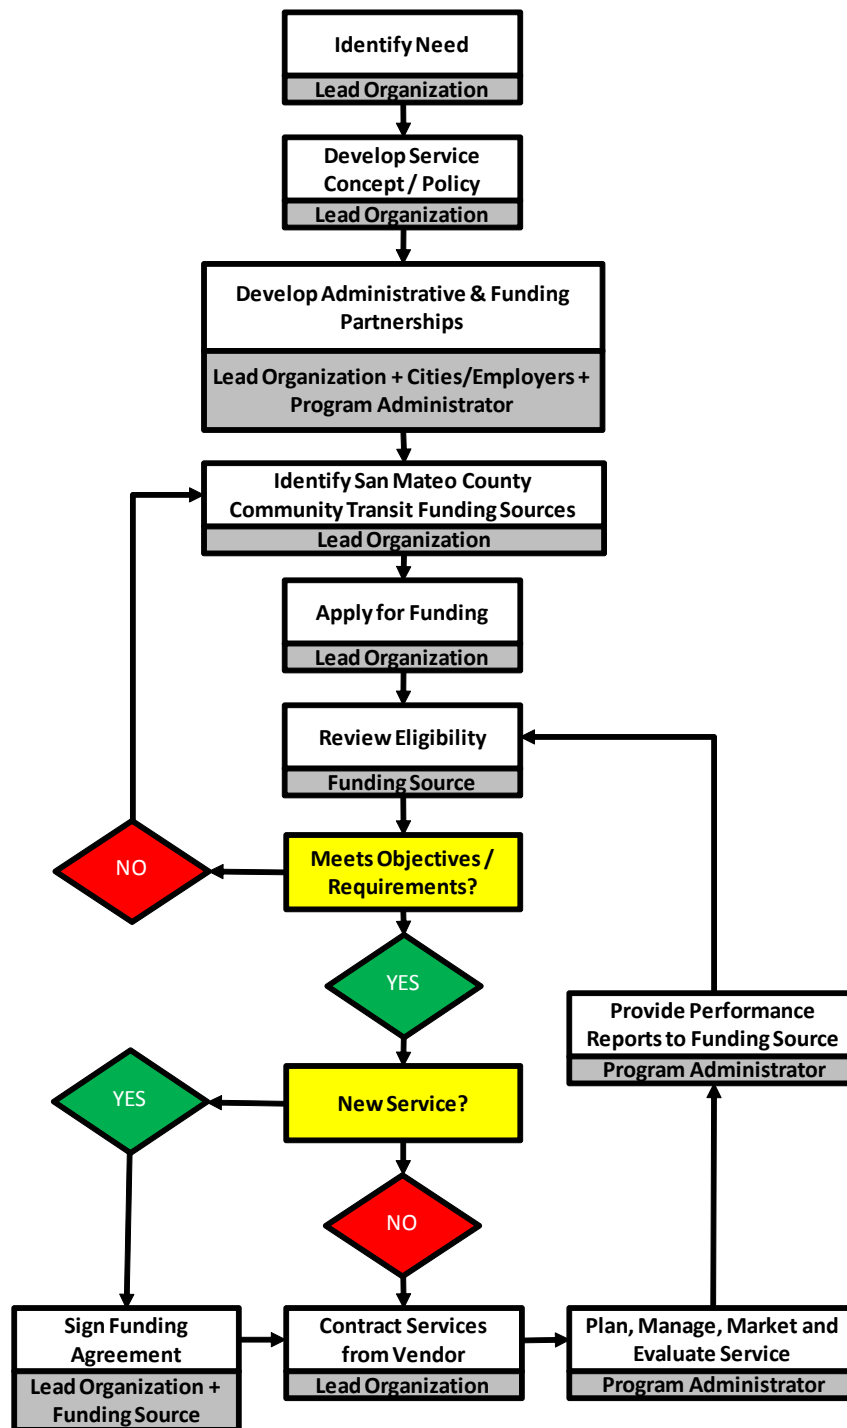 Identify Need
Lead Organization
Develop Service
Concept / Policy
Lead Organization
Develop Administrative & Funding
Partnerships
Lead Organization + Cities/Employers +
Program Administrator
Identify San Mateo County
Community Transit Funding Sources
Lead Organization
Apply for Funding
Lead Organization
Review Eligibility
Funding Source
NO
Meets Objectives /
Requirements?
YES
Provide Performance
Reports to Funding Source
Program Administrator
YES
New Service?
NO
Sign Funding
Agreement
Lead Organization +
Funding Source
Contract Services
from Vendor
Lead Organization
Plan, Manage, Market and
Evaluate Service
Program Administrator